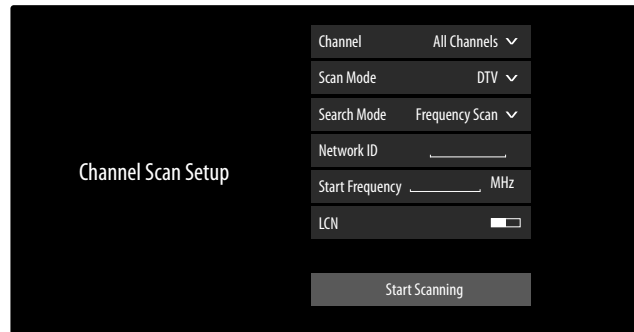 Channel Scan Setup
Channel All Channels
Scan Mode DTV
Search Mode Frequency Scan
Network ID
Start Frequency MHz
LCN
Start Scanning